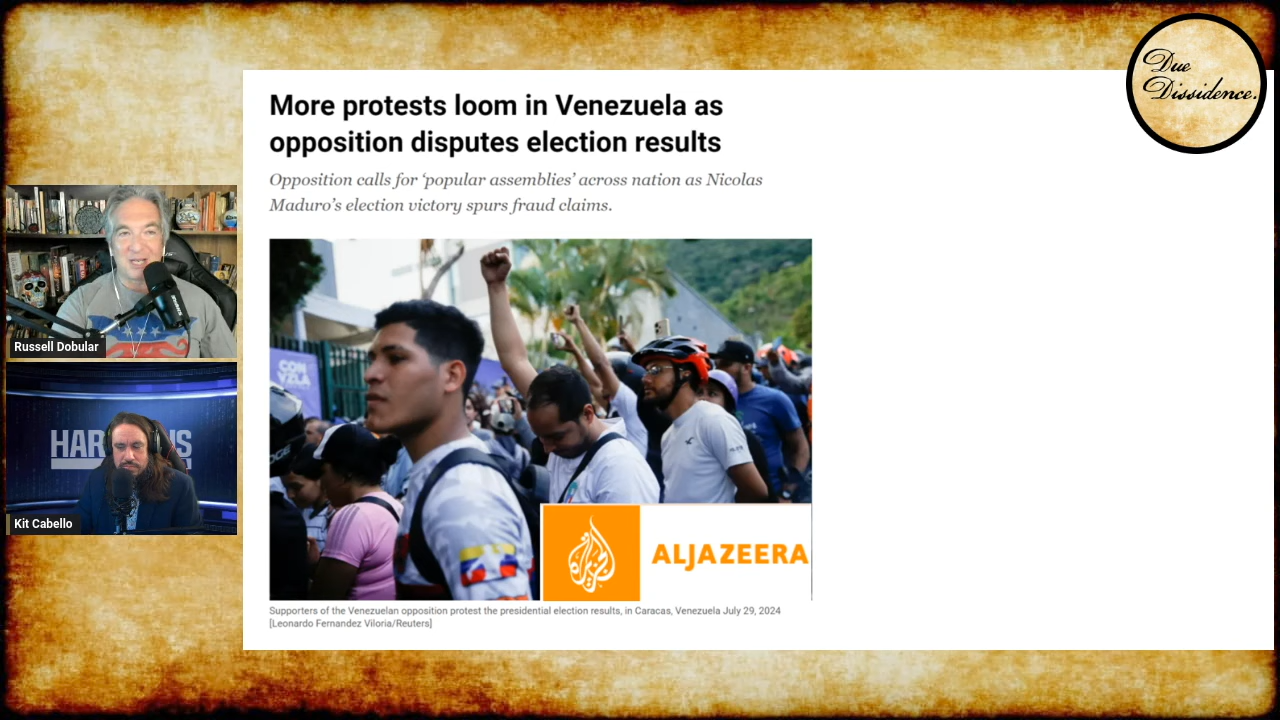 Due
Dissidence.
More protests loom in Venezuela as
opposition disputes election results
Opposition calls for ‘popular assemblies’ across nation as Nicolas
Maduro’s election victory spurs fraud claims.
CON
VZLA
ALJAZEERA
Supporters of the Venezuelan opposition protest the presidential election results, in Caracas, Venezuela July 29, 2024
[Leonardo Fernandez Viloria/Reuters]
Russell Dobular
HAR
US
Kit Cabello